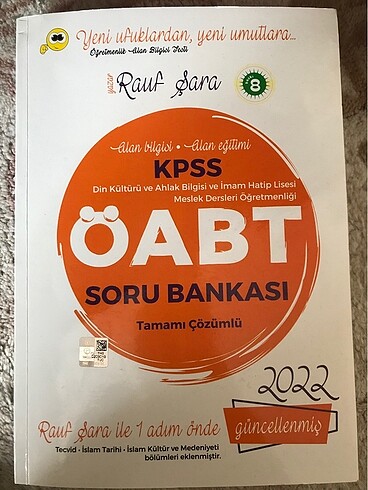 Yeni ufuklardan, yeni umutlara...
Öğretmenlik Alan Bilgisi Testi
yazar
Rauf Şara
8
Alan bilgisi • Alan eğitimi
KPSS
Din Kültürü ve Ahlak Bilgisi ve İmam Hatip Lisesi
Meslek Dersleri Öğretmenliği
ÖABT
SORU BANKASI
Tamamı Çözümlü
2022
güncellenmiş
Rauf Şara ile 1 adım önde
Tecvid • İslam Tarihi • İslam Kültür ve Medeniyeti
bölümleri eklenmiştir.